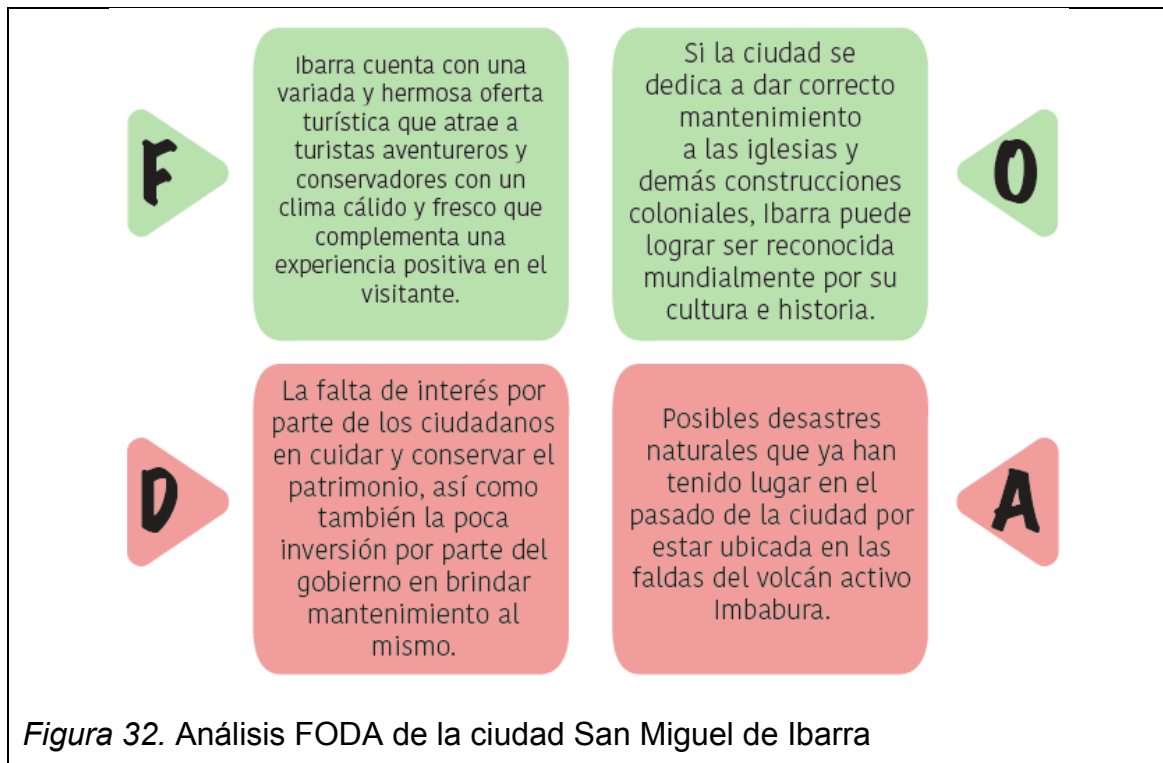 F
Ibarra cuenta con una
variada y hermosa oferta
turística que atrae a
turistas aventureros y
conservadores con un
clima cálido y fresco que
complementa una
experiencia positiva en el
visitante.
Si la ciudad se
dedica a dar correcto
mantenimiento
a las iglesias y
demás construcciones
coloniales, Ibarra puede
lograr ser reconocida
mundialmente por su
cultura e historia.
O
D
La falta de interés por
parte de los ciudadanos
en cuidar y conservar el
patrimonio, así como
también la poca
inversión por parte del
gobierno en brindar
mantenimiento al
mismo.
Posibles desastres
naturales que ya han
tenido lugar en el
pasado de la ciudad por
estar ubicada en las
faldas del volcán activo
Imbabura.
A
Figura 32. Análisis FODA de la ciudad San Miguel de Ibarra